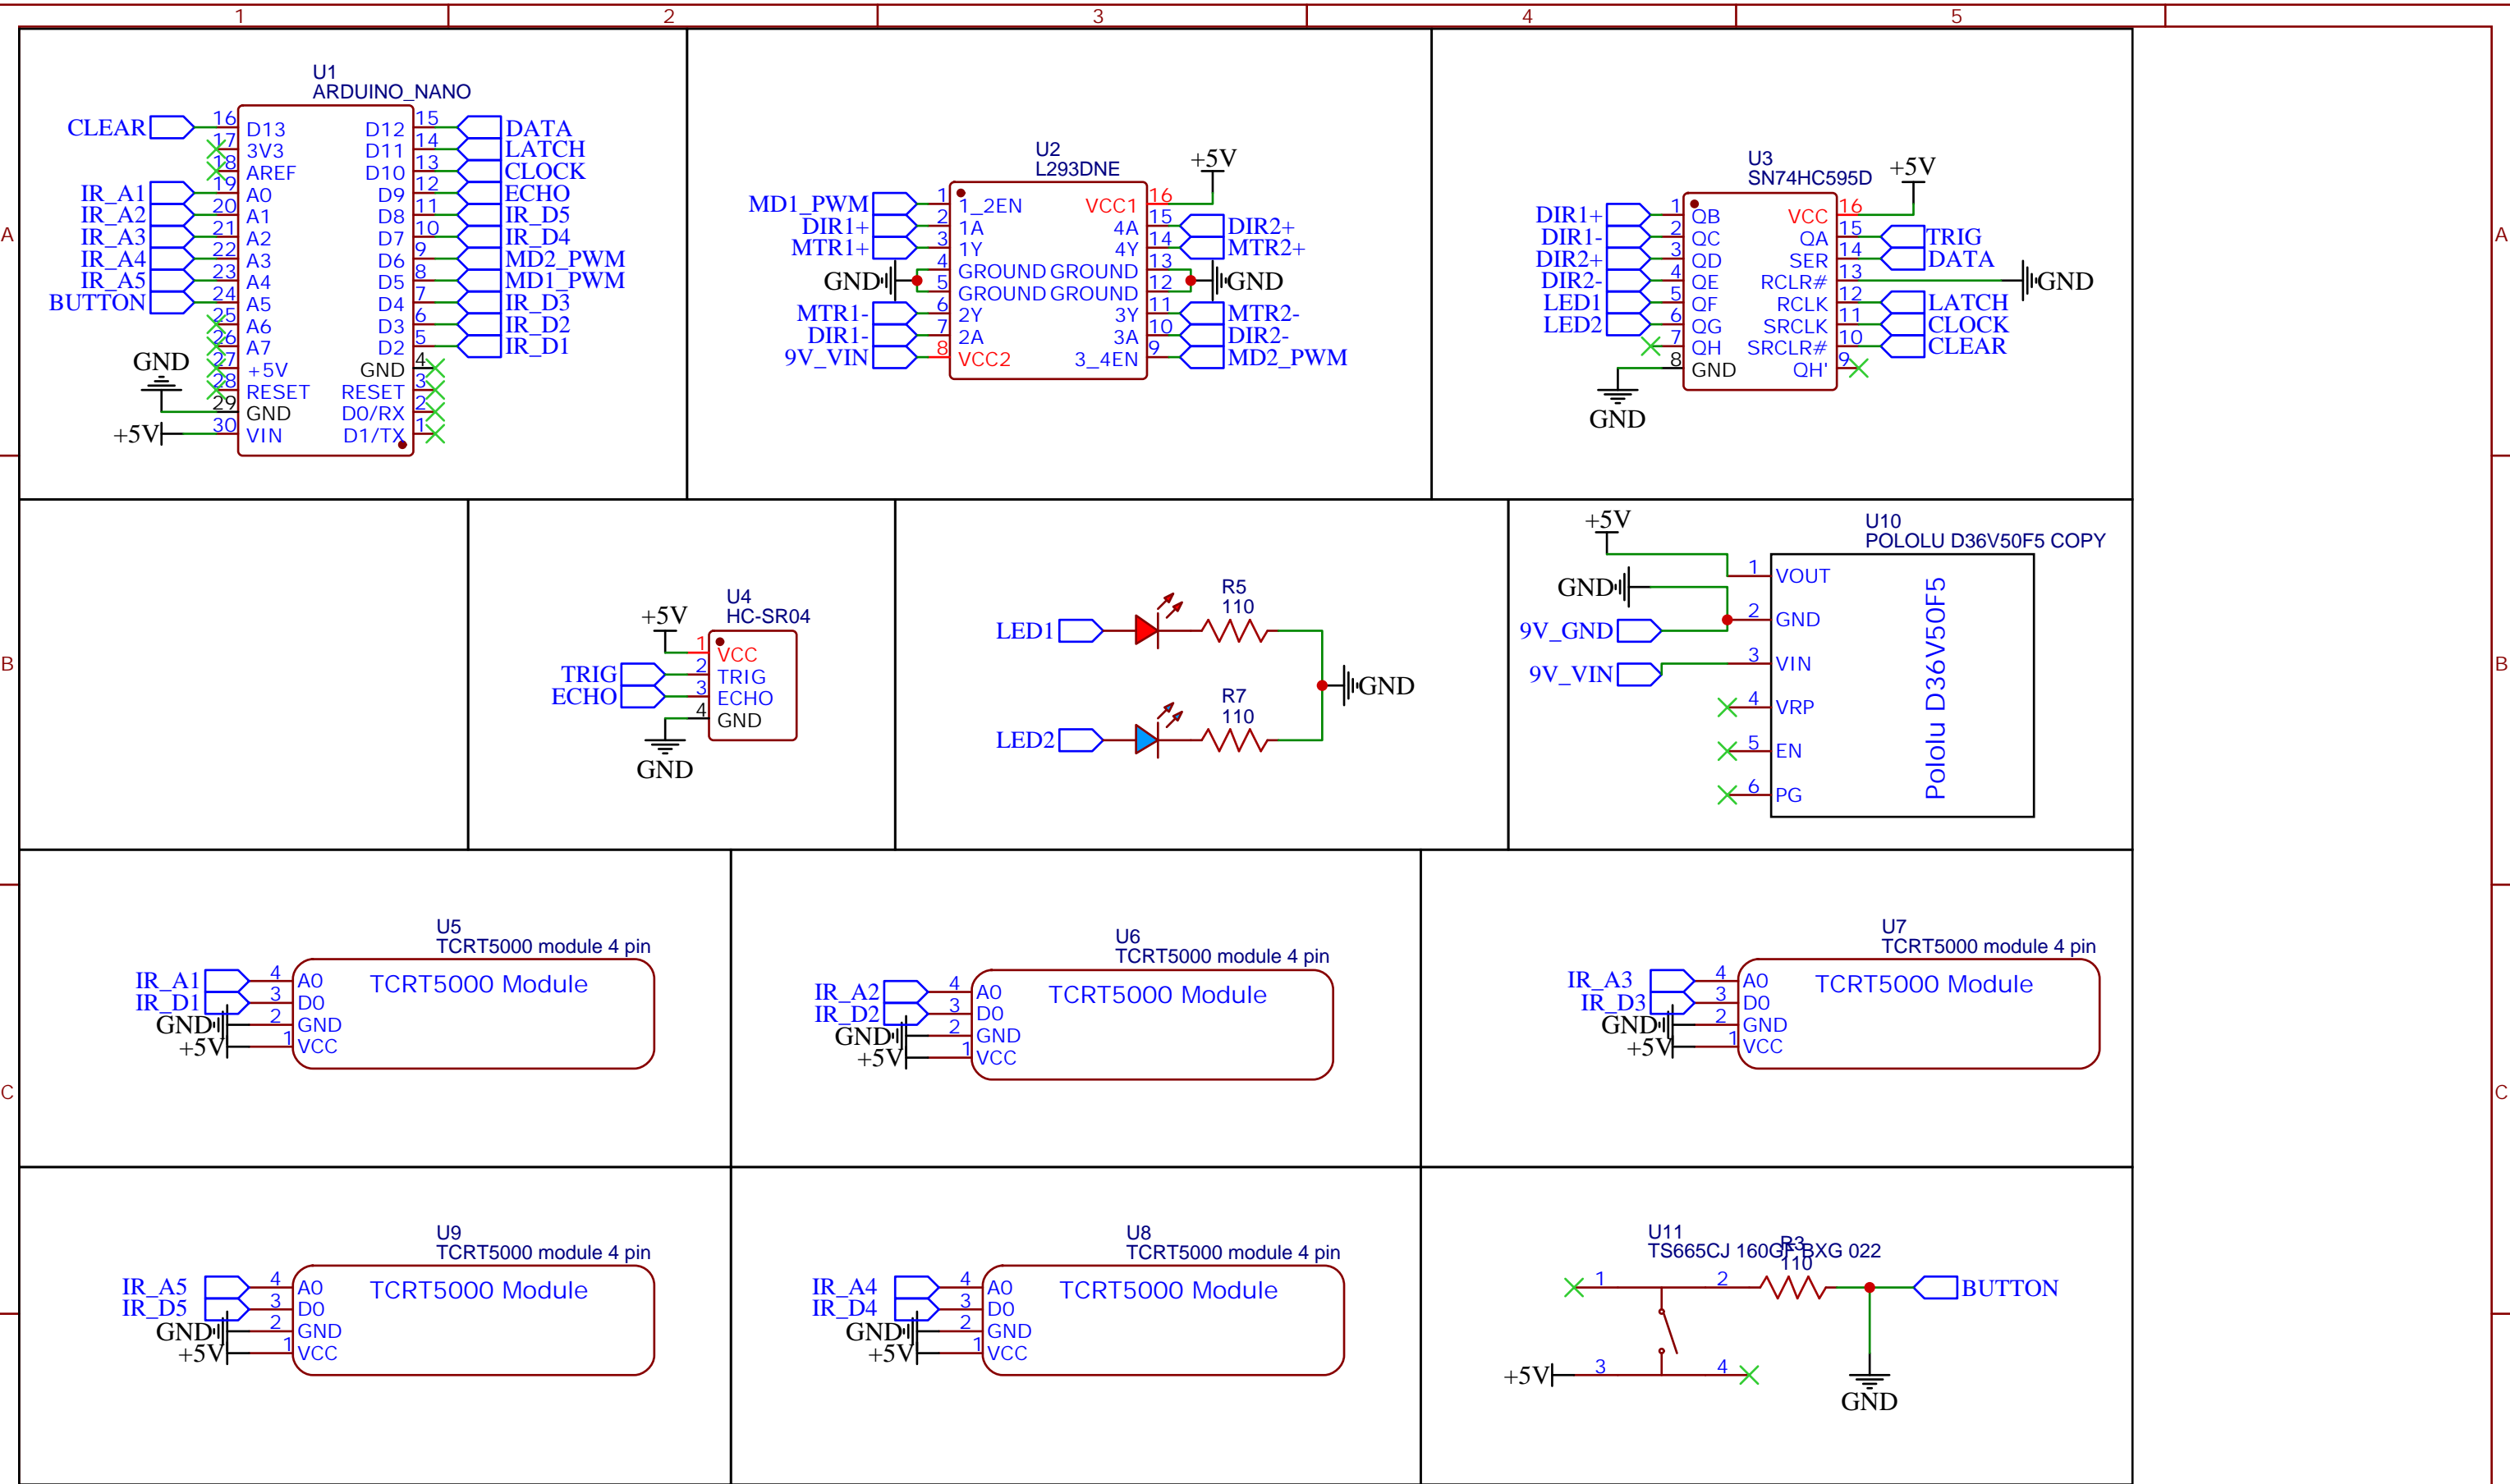 1 2 3 4 5
A A
B B
C C
U1
ARDUINO_NANO
CLEAR 16 D13 D12 15 DATA
17 3V3 D11 14 LATCH
18 AREF D10 13 CLOCK
IR_A1 19 A0 D9 12 ECHO
IR_A2 20 A1 D8 11 IR_D5
IR_A3 21 A2 D7 10 IR_D4
IR_A4 22 A3 D6 9 MD2_PWM
IR_A5 23 A4 D5 8 MD1_PWM
BUTTON 24 A5 D4 7 IR_D3
25 A6 D3 6 IR_D2
26 A7 D2 5 IR_D1
GND 27 +5V GND 4
28 RESET RESET 3
29 GND D0/RX 2
+5V 30 VIN D1/TX 1
U2
L293DNE
+5V
MD1_PWM 1 1_2EN VCC1 16
DIR1+ 2 1A 4A 15 DIR2+
MTR1+ 3 1Y 4Y 14 MTR2+
GND 4 GROUND GROUND 13 GND
5 GROUND GROUND 12
MTR1- 6 2Y 3Y 11 MTR2-
DIR1- 7 2A 3A 10 DIR2-
9V_VIN 8 VCC2 3_4EN 9 MD2_PWM
U3
SN74HC595D
+5V
DIR1+ 1 QB VCC 16
DIR1- 2 QC QA 15 TRIG
DIR2+ 3 QD SER 14 DATA
DIR2- 4 QE RCLR# 13 GND
LED1 5 QF RCLK 12 LATCH
LED2 6 QG SRCLK 11 CLOCK
7 QH SRCLR# 10 CLEAR
8 GND QH' 9
GND
U4
HC-SR04
+5V
1 VCC
TRIG 2 TRIG
ECHO 3 ECHO
4 GND
GND
R5
110
LED1
GND
R7
110
LED2
U10
POLOLU D36V50F5 COPY
+5V
1 VOUT
GND
2 GND
9V_GND
9V_VIN 3 VIN
4 VRP
5 EN
6 PG
Pololu D36V50F5
U5
TCRT5000 module 4 pin
TCRT5000 Module
IR_A1 4 A0
IR_D1 3 D0
GND 2 GND
+5V 1 VCC
U6
TCRT5000 module 4 pin
TCRT5000 Module
IR_A2 4 A0
IR_D2 3 D0
GND 2 GND
+5V 1 VCC
U7
TCRT5000 module 4 pin
TCRT5000 Module
IR_A3 4 A0
IR_D3 3 D0
GND 2 GND
+5V 1 VCC
U9
TCRT5000 module 4 pin
TCRT5000 Module
IR_A5 4 A0
IR_D5 3 D0
GND 2 GND
+5V 1 VCC
U8
TCRT5000 module 4 pin
TCRT5000 Module
IR_A4 4 A0
IR_D4 3 D0
GND 2 GND
+5V 1 VCC
U11
TS665CJ BXG 022
R3
110
1 2 BUTTON
+5V 3 4
GND